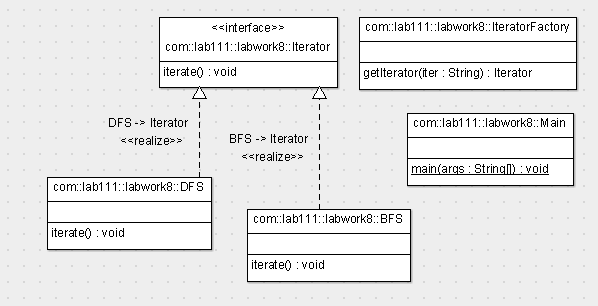 <<interface>>
com::lab111::labwork8::Iterator
iterate() : void
com::lab111::labwork8::IteratorFactory
getIterator(iter : String) : Iterator
DFS -> Iterator
<<realize>>
BFS -> Iterator
<<realize>>
com::lab111::labwork8::Main
main(args : String[]) : void
com::lab111::labwork8::DFS
iterate() : void
com::lab111::labwork8::BFS
iterate() : void